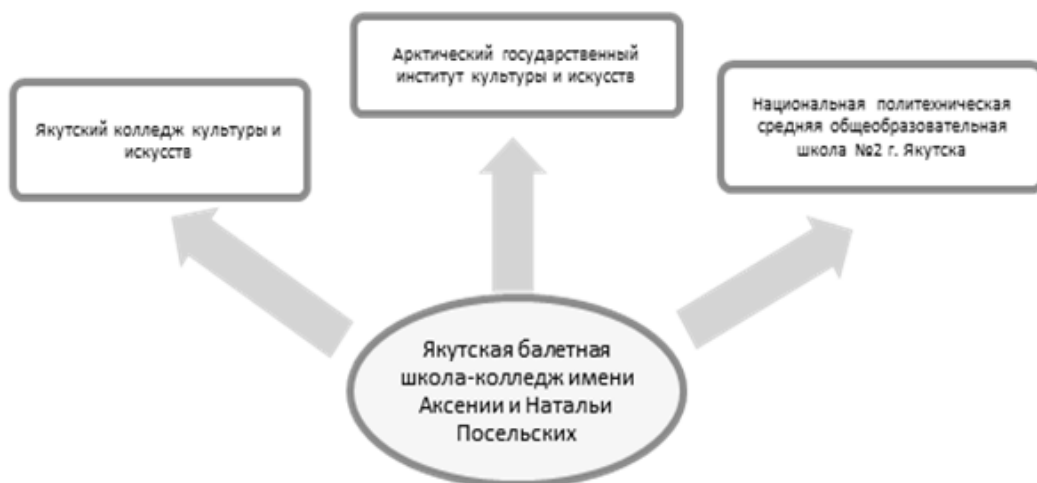 Арктический государственный
институт культуры и искусств
Якутский колледж культуры и
искусств
Национальная политехническая
средняя общеобразовательная
школа №2 г. Якутска
Якутская балетная
школа-колледж имени
Аксении и Натальи
Посельских